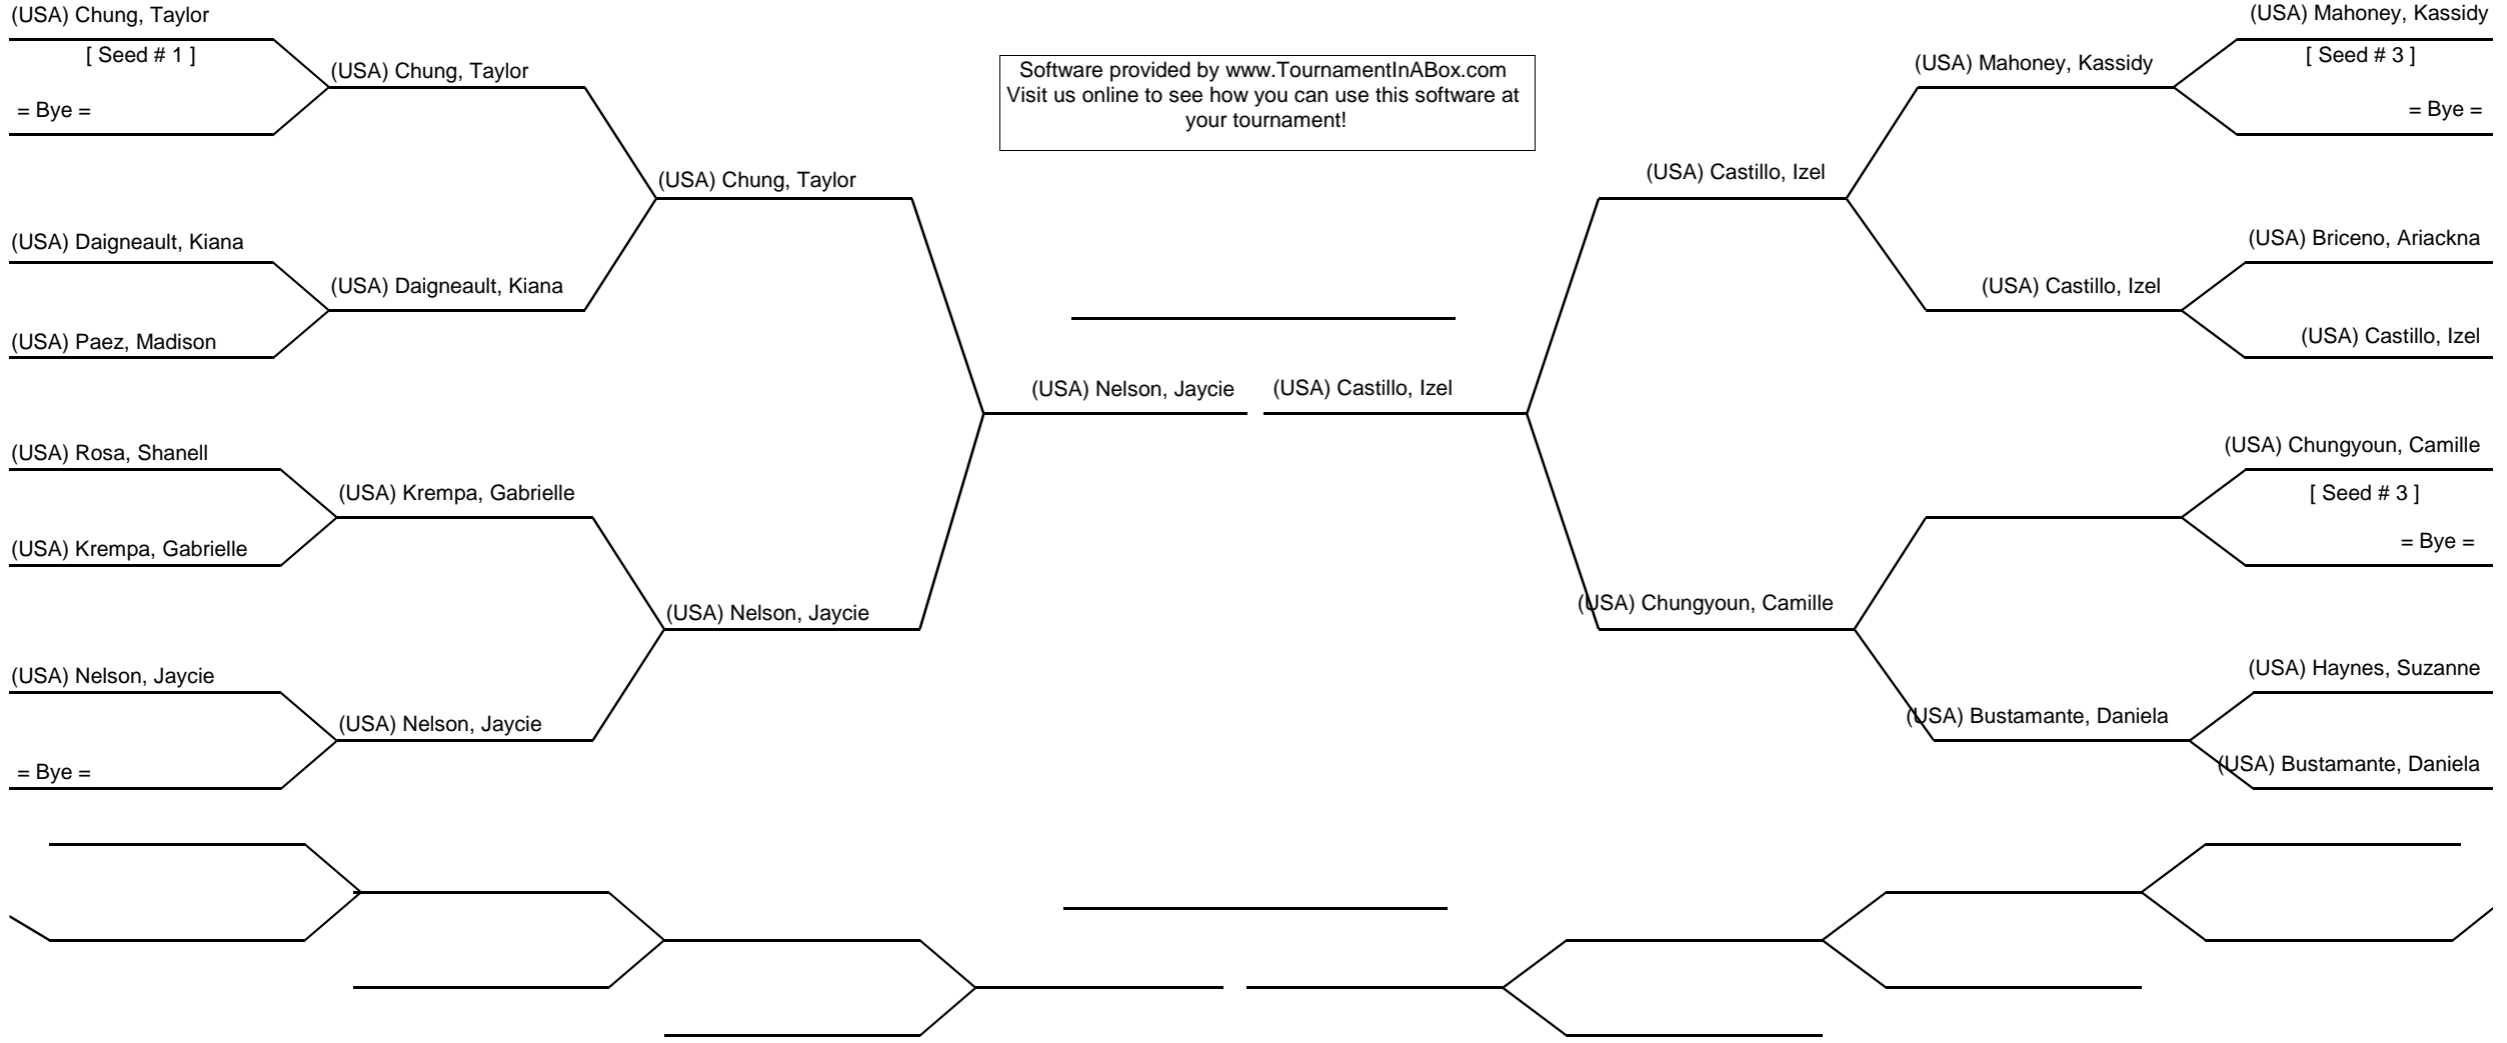 (USA) Chung, Taylor
[ Seed # 1 ]
= Bye =
(USA) Daigneault, Kiana
(USA) Paez, Madison
(USA) Rosa, Shanell
(USA) Krempa, Gabrielle
(USA) Nelson, Jaycie
= Bye =
(USA) Chung, Taylor
(USA) Daigneault, Kiana
(USA) Krempa, Gabrielle
(USA) Nelson, Jaycie
(USA) Chung, Taylor
(USA) Nelson, Jaycie
Software provided by www.TournamentInABox.com
Visit us online to see how you can use this software at
your tournament!
(USA) Nelson, Jaycie
(USA) Castillo, Izel
(USA) Castillo, Izel
(USA) Chungyoun, Camille
(USA) Mahoney, Kassidy
(USA) Castillo, Izel
(USA) Bustamante, Daniela
(USA) Mahoney, Kassidy
[ Seed # 3 ]
= Bye =
(USA) Briceno, Ariackna
(USA) Castillo, Izel
(USA) Chungyoun, Camille
[ Seed # 3 ]
= Bye =
(USA) Haynes, Suzanne
(USA) Bustamante, Daniela